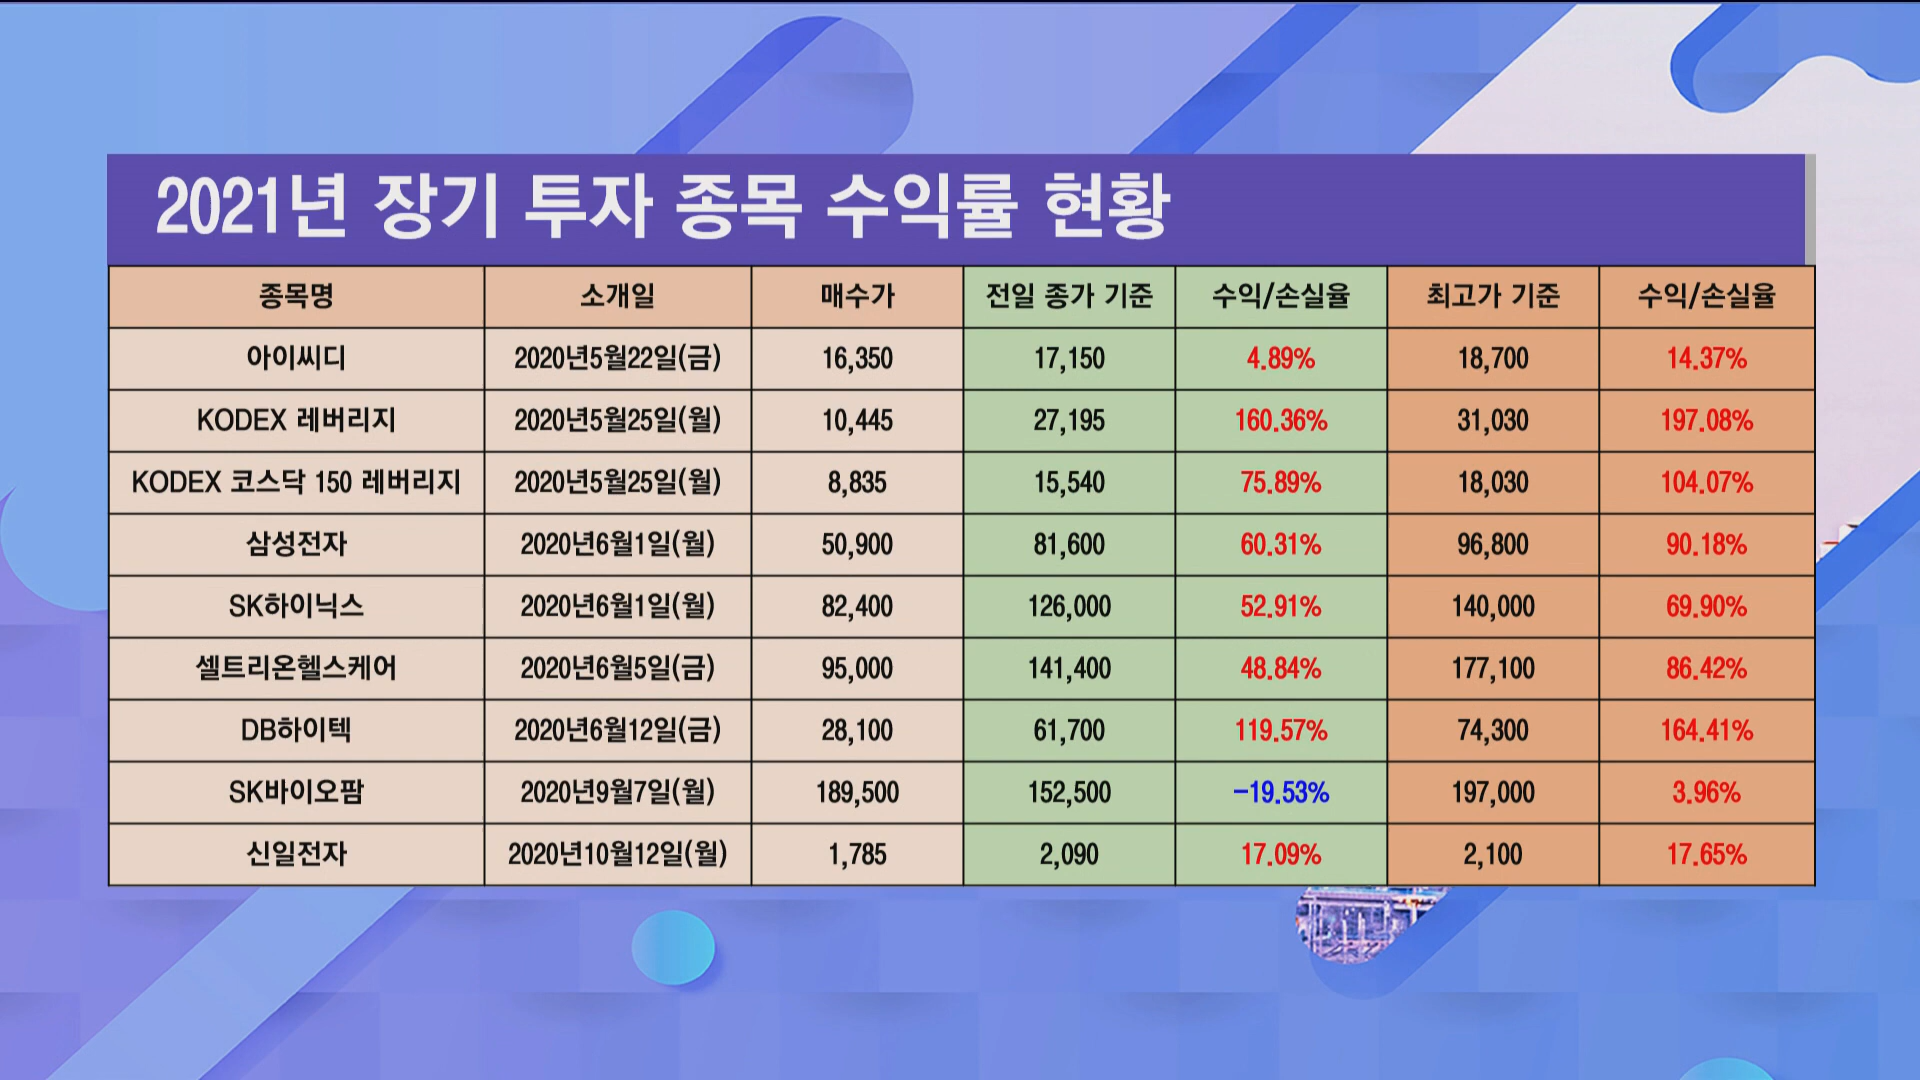 2021년 장기 투자 종목 수익률 현황
종목명 소개일 매수가 전일 종가 기준 수익/손실율 최고가 기준 수익/손실율
아이씨디 2020년5월22일(금) 16,350 17,150 4.89% 18,700 14.37%
KODEX 레버리지 2020년5월25일(월) 10,445 27,195 160.36% 31,030 197.08%
KODEX 코스닥 150 레버리지 2020년5월25일(월) 8,835 15,540 75.89% 18,030 104.07%
삼성전자 2020년6월1일(월) 50,900 81,600 60.31% 96,800 90.18%
SK하이닉스 2020년6월1일(월) 82,400 126,000 52.91% 140,000 69.90%
셀트리온헬스케어 2020년6월5일(금) 95,000 141,400 48.84% 177,100 86.42%
DB하이텍 2020년6월12일(금) 28,100 61,700 119.57% 74,300 164.41%
SK바이오팜 2020년9월7일(월) 189,500 152,500 -19.53% 197,000 3.96%
신일전자 2020년10월12일(월) 1,785 2,090 17.09% 2,100 17.65%